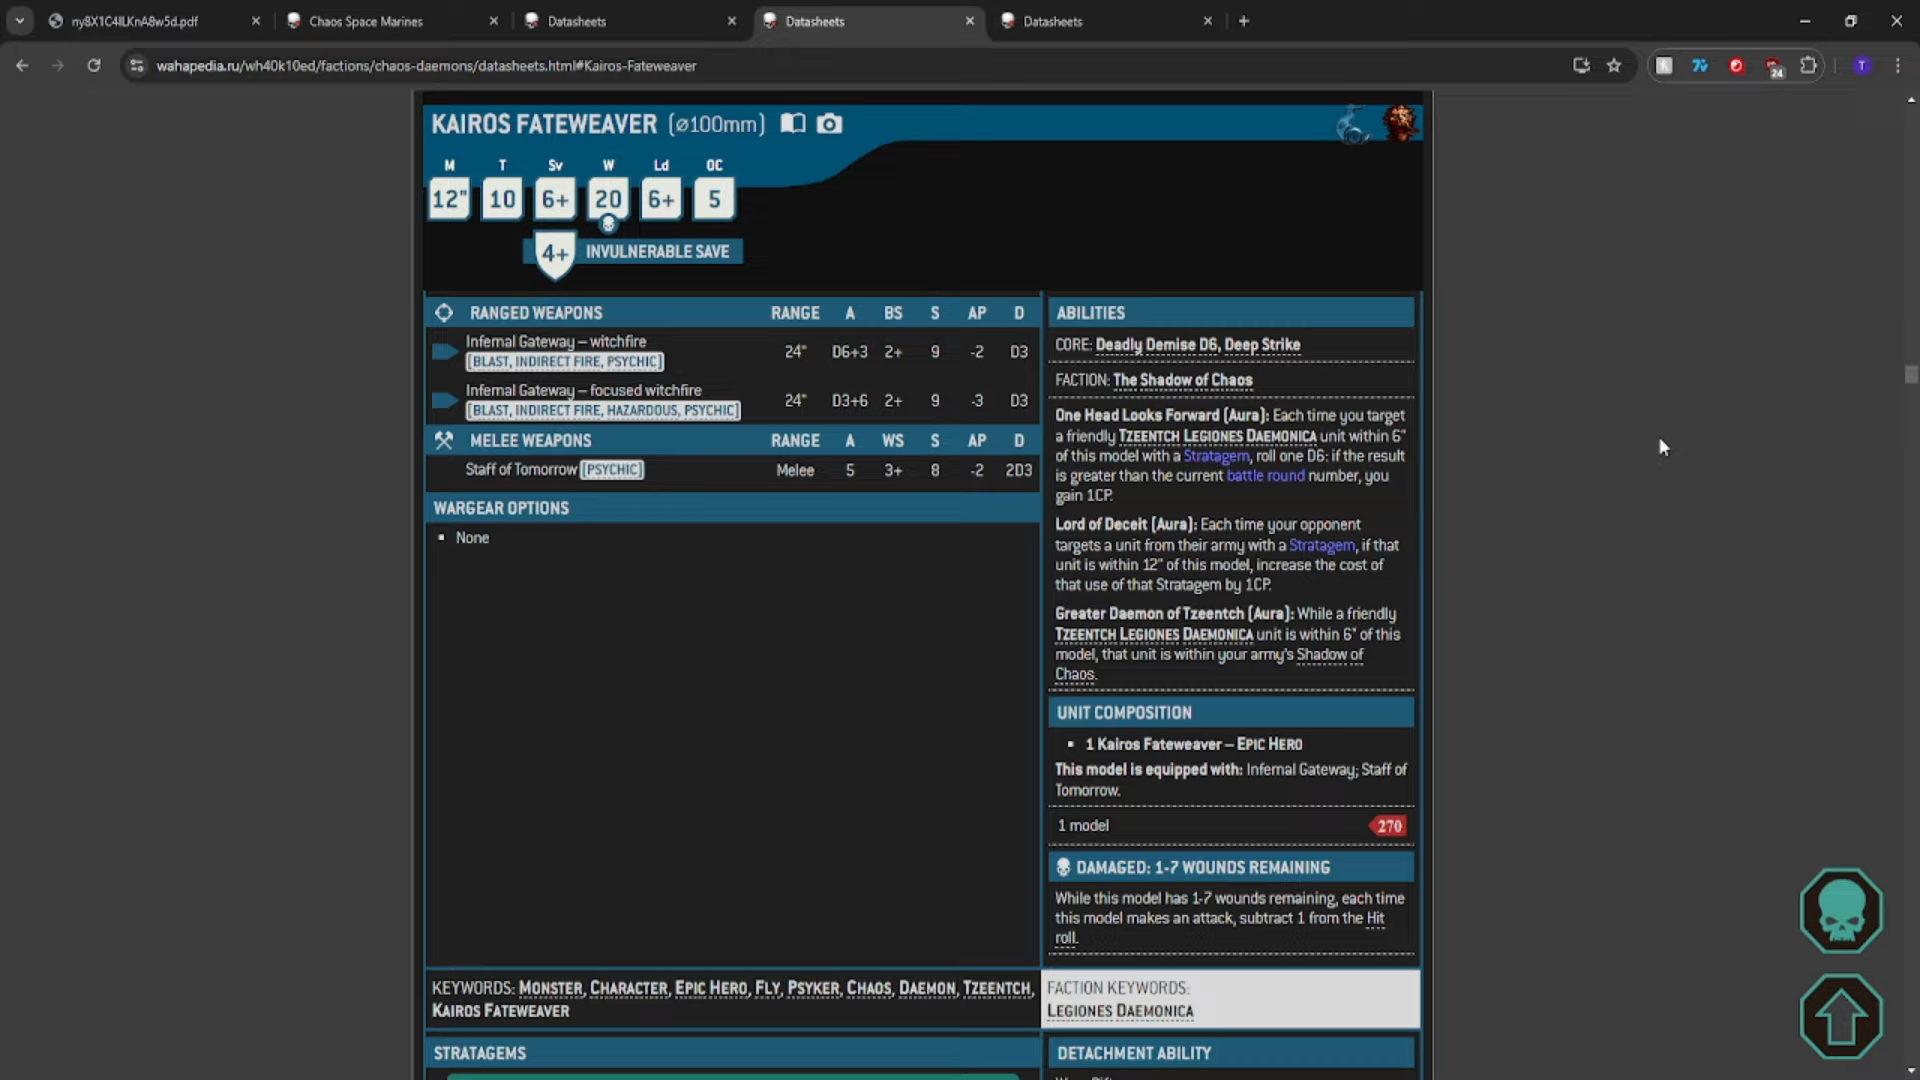 ny8X1C4lLKnA8w5d.pdf
Chaos Space Marines
Datasheets
Datasheets
Datasheets
wahapedia.ru/wh40k10ed/factions/chaos-daemons/datasheets.html#Kairos-Fateweaver
24
T
KAIROS FATEWEAVER (⌀100mm)
M T Sv W Ld OC
12" 10 6+ 20 6+ 5
4+ INVULNERABLE SAVE
RANGED WEAPONS RANGE A BS S AP D
Infernal Gateway – witchfire
[BLAST, INDIRECT FIRE, PSYCHIC]
24" D6+3 2+ 9 -2 D3
Infernal Gateway – focused witchfire
[BLAST, INDIRECT FIRE, HAZARDOUS, PSYCHIC]
24" D3+6 2+ 9 -3 D3
MELEE WEAPONS RANGE A WS S AP D
Staff of Tomorrow [PSYCHIC] Melee 5 3+ 8 -2 2D3
WARGEAR OPTIONS
▪ None
ABILITIES
CORE: Deadly Demise D6, Deep Strike
FACTION: The Shadow of Chaos
One Head Looks Forward (Aura): Each time you target
a friendly TZEENTCH LEGIONES DAEMONICA unit within 6"
of this model with a Stratagem, roll one D6: if the result
is greater than the current battle round number, you
gain 1CP.
Lord of Deceit (Aura): Each time your opponent
targets a unit from their army with a Stratagem, if that
unit is within 12" of this model, increase the cost of
that use of that Stratagem by 1CP.
Greater Daemon of Tzeentch (Aura): While a friendly
TZEENTCH LEGIONES DAEMONICA unit is within 6" of this
model, that unit is within your army's Shadow of
Chaos.
UNIT COMPOSITION
▪ 1 Kairos Fateweaver – EPIC HERO
This model is equipped with: Infernal Gateway; Staff of
Tomorrow.
1 model 270
DAMAGED: 1-7 WOUNDS REMAINING
While this model has 1-7 wounds remaining, each time
this model makes an attack, subtract 1 from the Hit
roll.
KEYWORDS: MONSTER, CHARACTER, EPIC HERO, FLY, PSYKER, CHAOS, DAEMON, TZEENTCH,
KAIROS FATEWEAVER
FACTION KEYWORDS:
LEGIONES DAEMONICA
STRATAGEMS
DETACHMENT ABILITY